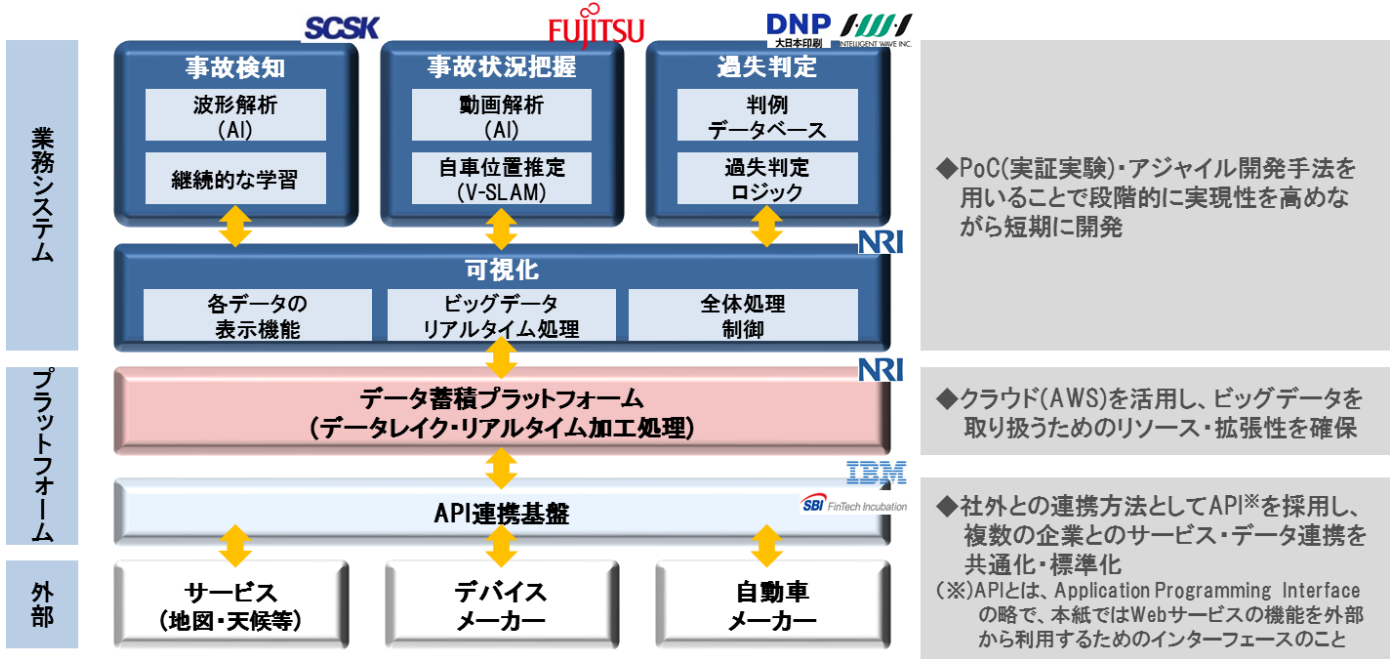 SCSK
FUJITSU
DNP
大日本印刷
INTELLIGENT WAVE INC.
業務システム
事故検知
波形解析
(AI)
継続的な学習
事故状況把握
動画解析
(AI)
自車位置推定
(V-SLAM)
過失判定
判例
データベース
過失判定
ロジック
NRI
可視化
各データの
表示機能
ビッグデータ
リアルタイム処理
全体処理
制御
◆PoC(実証実験)・アジャイル開発手法を
用いることで段階的に実現性を高めな
がら短期に開発
プラットフォーム
NRI
データ蓄積プラットフォーム
(データレイク・リアルタイム加工処理)
◆クラウド(AWS)を活用し、ビッグデータを
取り扱うためのリソース・拡張性を確保
IBM
SBI FinTech Incubation
API連携基盤
◆社外との連携方法としてAPI※を採用し、
複数の企業とのサービス・データ連携を
共通化・標準化
(※)APIとは、Application Programming Interface
の略で、本紙ではWebサービスの機能を外部
から利用するためのインターフェースのこと
外部
サービス
(地図・天候等)
デバイス
メーカー
自動車
メーカー